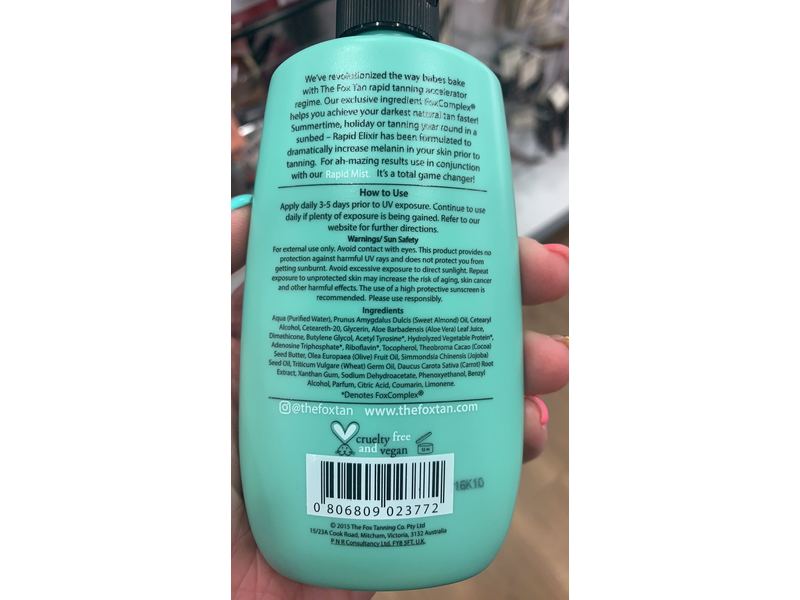 We've revolutionized the way babes bake
with The Fox Tan rapid tanning accelerator
regime. Our exclusive ingredient FoxComplex®
helps you achieve your darkest natural tan faster!
Summertime, holiday or tanning year round in a
sunbed – Rapid Elixir has been formulated to
dramatically increase melanin in your skin prior to
tanning. For ah-mazing results use in conjunction
with our Rapid Mist. It's a total game changer!
How to Use
Apply daily 3-5 days prior to UV exposure. Continue to use
daily if plenty of exposure is being gained. Refer to our
website for further directions.
Warnings/ Sun Safety
For external use only. Avoid contact with eyes. This product provides no
protection against harmful UV rays and does not protect you from
getting sunburnt. Avoid excessive exposure to direct sunlight. Repeat
exposure to unprotected skin may increase the risk of aging, skin cancer
and other harmful effects. The use of a high protective sunscreen is
recommended. Please use responsibly.
Ingredients
Aqua (Purified Water), Prunus Amygdalus Dulcis (Sweet Almond) Oil, Cetearyl
Alcohol, Ceteareth-20, Glycerin, Aloe Barbadensis (Aloe Vera) Leaf Juice,
Dimethicone, Butylene Glycol, Acetyl Tyrosine*, Hydrolyzed Vegetable Protein*,
Adenosine Triphosphate*, Riboflavin*, Tocopherol, Theobroma Cacao (Cocoa)
Seed Butter, Olea Europaea (Olive) Fruit Oil, Simmondsia Chinensis (Jojoba)
Seed Oil, Triticum Vulgare (Wheat) Germ Oil, Daucus Carota Sativa (Carrot) Root
Extract, Xanthan Gum, Sodium Dehydroacetate, Phenoxyethanol, Benzyl
Alcohol, Parfum, Citric Acid, Coumarin, Limonene.
*Denotes FoxComplex®
@thefoxtan www.thefoxtan.com
cruelty free
and vegan
12 M
16K10
0 806809 023772
© 2015 The Fox Tanning Co. Pty Ltd
15/23A Cook Road, Mitcham, Victoria, 3132 Australia
P N R Consultancy Ltd. FY8 5FT. U.K.